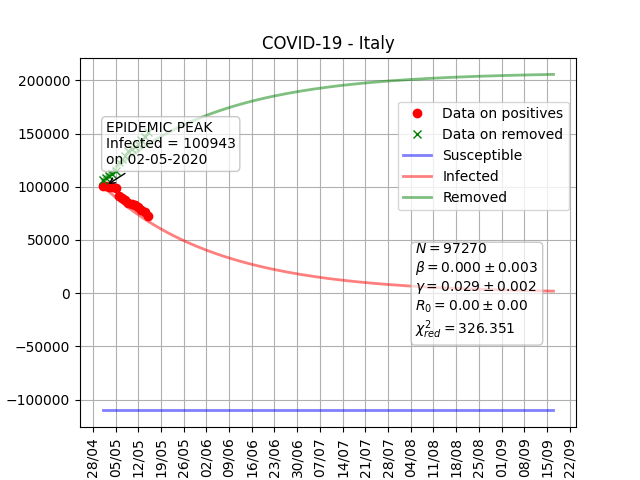 COVID-19 - Italy
200000
150000
100000
50000
0
−50000
−100000
EPIDEMIC PEAK
Infected = 100943
on 02-05-2020
Data on positives
Data on removed
Susceptible
Infected
Removed
N = 97270
β = 0.000 ± 0.003
γ = 0.029 ± 0.002
R₀ = 0.00 ± 0.00
χ²_red = 326.351
28/04
05/05
12/05
19/05
26/05
02/06
09/06
16/06
23/06
30/06
07/07
14/07
21/07
28/07
04/08
11/08
18/08
25/08
01/09
08/09
15/09
22/09